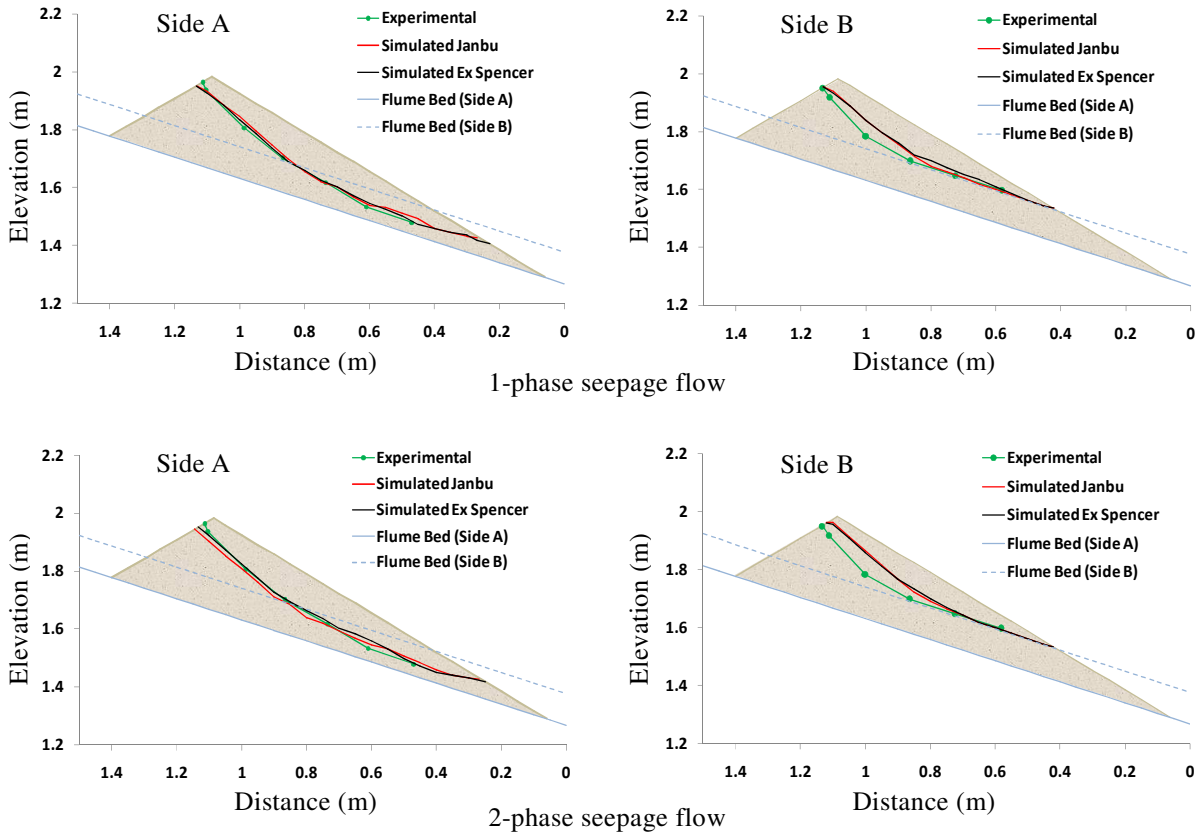 Side A
Experimental
Simulated Janbu
Simulated Ex Spencer
Flume Bed (Side A)
Flume Bed (Side B)
Elevation (m)
2.2
2
1.8
1.6
1.4
1.2
1.4 1.2 1 0.8 0.6 0.4 0.2 0
Distance (m)
Side B
Experimental
Simulated Janbu
Simulated Ex Spencer
Flume Bed (Side A)
Flume Bed (Side B)
Elevation (m)
2.2
2
1.8
1.6
1.4
1.2
1.4 1.2 1 0.8 0.6 0.4 0.2 0
Distance (m)
1-phase seepage flow
Side A
Experimental
Simulated Janbu
Simulated Ex Spencer
Flume Bed (Side A)
Flume Bed (Side B)
Elevation (m)
2.2
2
1.8
1.6
1.4
1.2
1.4 1.2 1 0.8 0.6 0.4 0.2 0
Distance (m)
Side B
Experimental
Simulated Janbu
Simulated Ex Spencer
Flume Bed (Side A)
Flume Bed (Side B)
Elevation (m)
2.2
2
1.8
1.6
1.4
1.2
1.4 1.2 1 0.8 0.6 0.4 0.2 0
Distance (m)
2-phase seepage flow